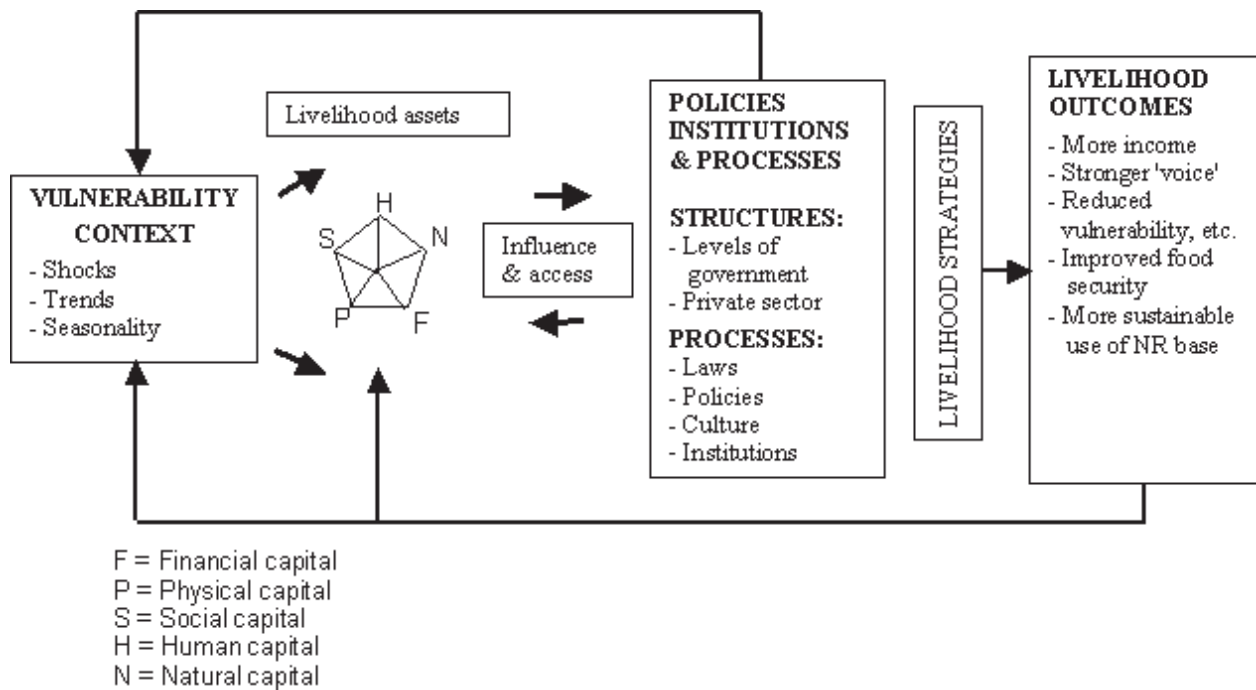 Livelihood assets
VULNERABILITY
CONTEXT
- Shocks
- Trends
- Seasonality
H
S
N
P
F
Influence
& access
POLICIES
INSTITUTIONS
& PROCESSES
STRUCTURES:
- Levels of
government
- Private sector
PROCESSES:
- Laws
- Policies
- Culture
- Institutions
LIVELIHOOD STRATEGIES
LIVELIHOOD
OUTCOMES
- More income
- Stronger 'voice'
- Reduced
vulnerability, etc.
- Improved food
security
- More sustainable
use of NR base
F = Financial capital
P = Physical capital
S = Social capital
H = Human capital
N = Natural capital